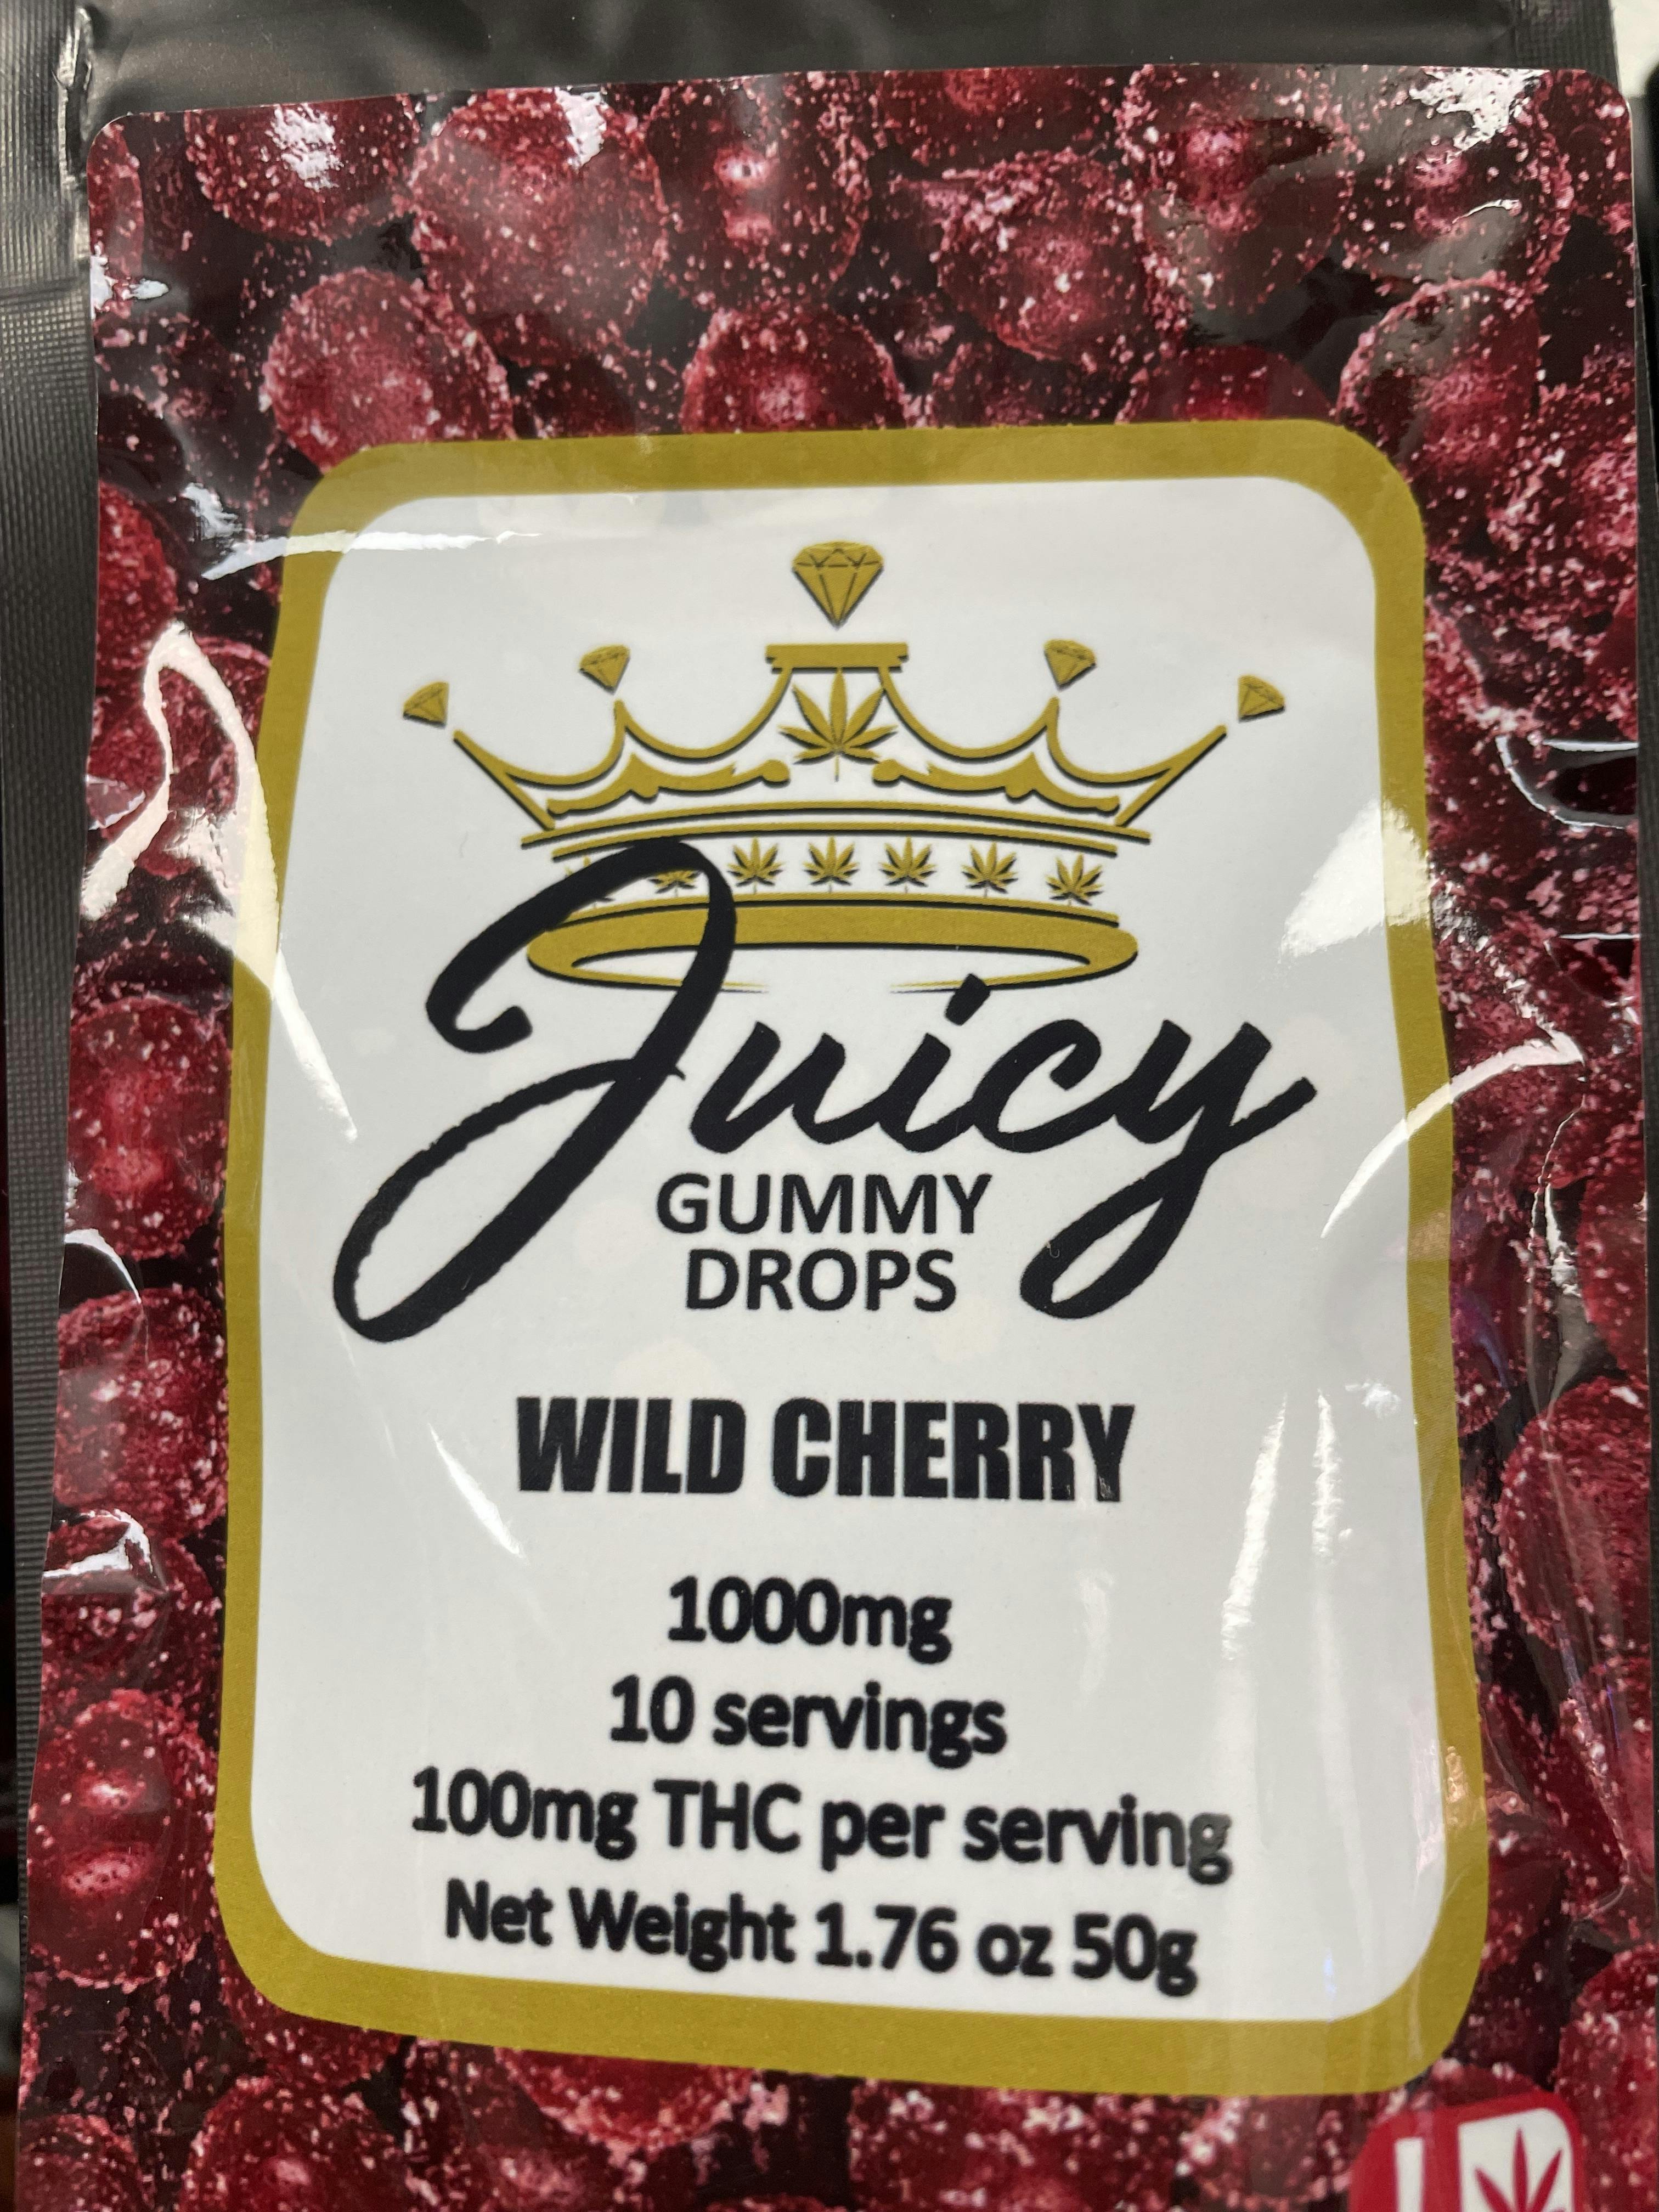 Juicy
GUMMY
DROPS
WILD CHERRY
1000mg
10 servings
100mg THC per serving
Net Weight 1.76 oz 50g